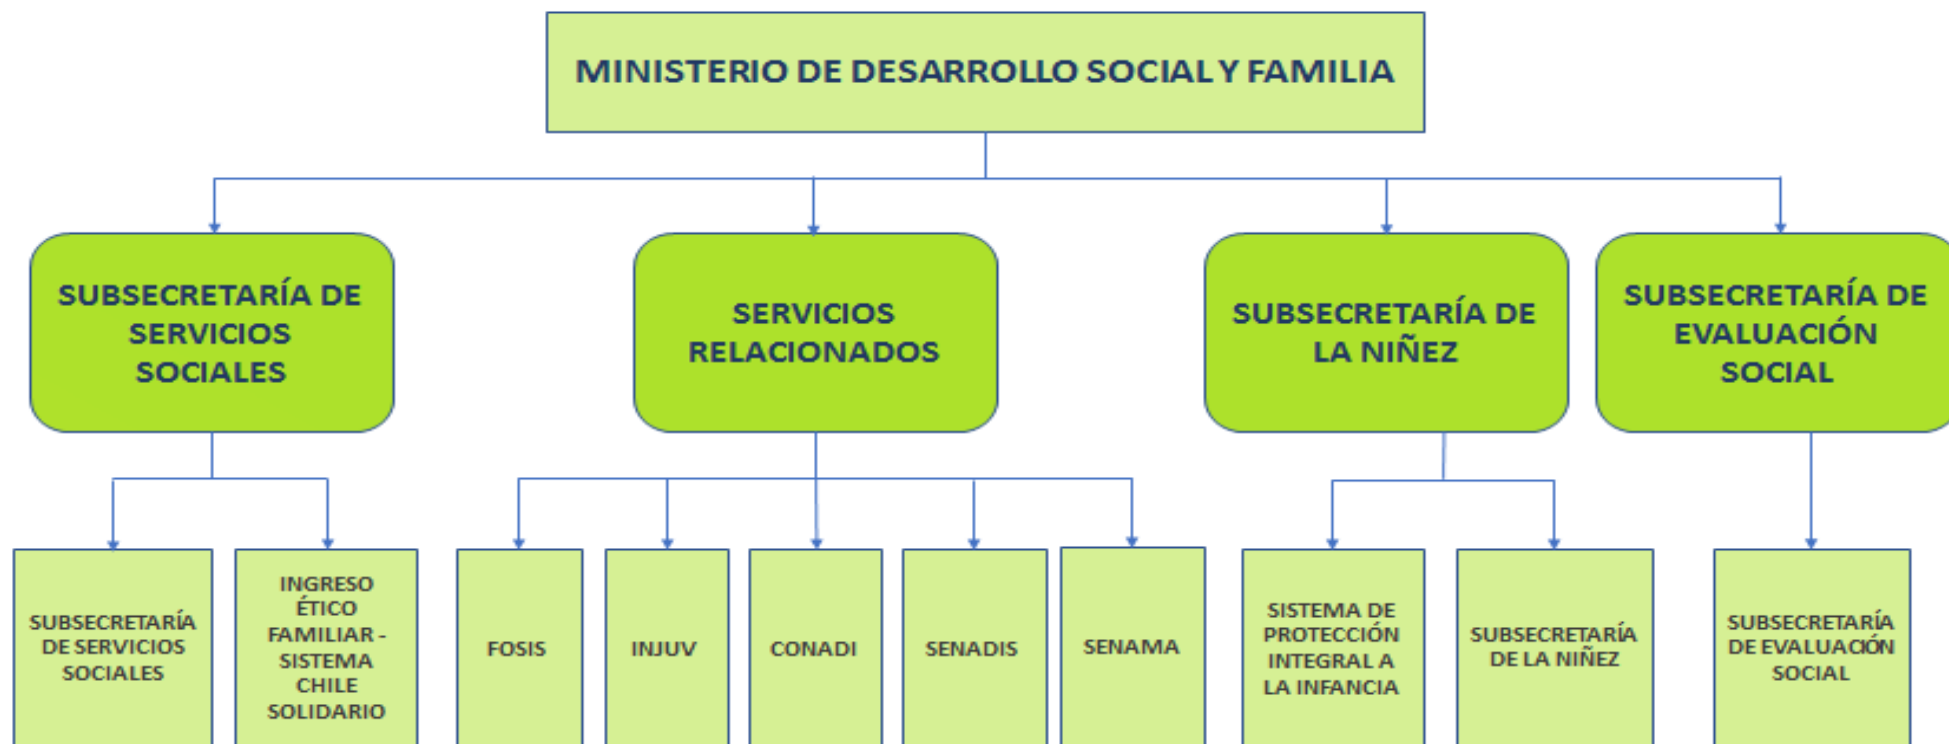 MINISTERIO DE DESARROLLO SOCIAL Y FAMILIA
SUBSECRETARÍA DE
SERVICIOS
SOCIALES
SERVICIOS
RELACIONADOS
SUBSECRETARÍA DE
LA NIÑEZ
SUBSECRETARÍA DE
EVALUACIÓN
SOCIAL
SUBSECRETARÍA
DE SERVICIOS
SOCIALES
INGRESO
ÉTICO
FAMILIAR -
SISTEMA
CHILE
SOLIDARIO
FOSIS
INJUV
CONADI
SENADIS
SENAMA
SISTEMA DE
PROTECCIÓN
INTEGRAL A
LA INFANCIA
SUBSECRETARÍA
DE LA NIÑEZ
SUBSECRETARÍA
DE EVALUACIÓN
SOCIAL